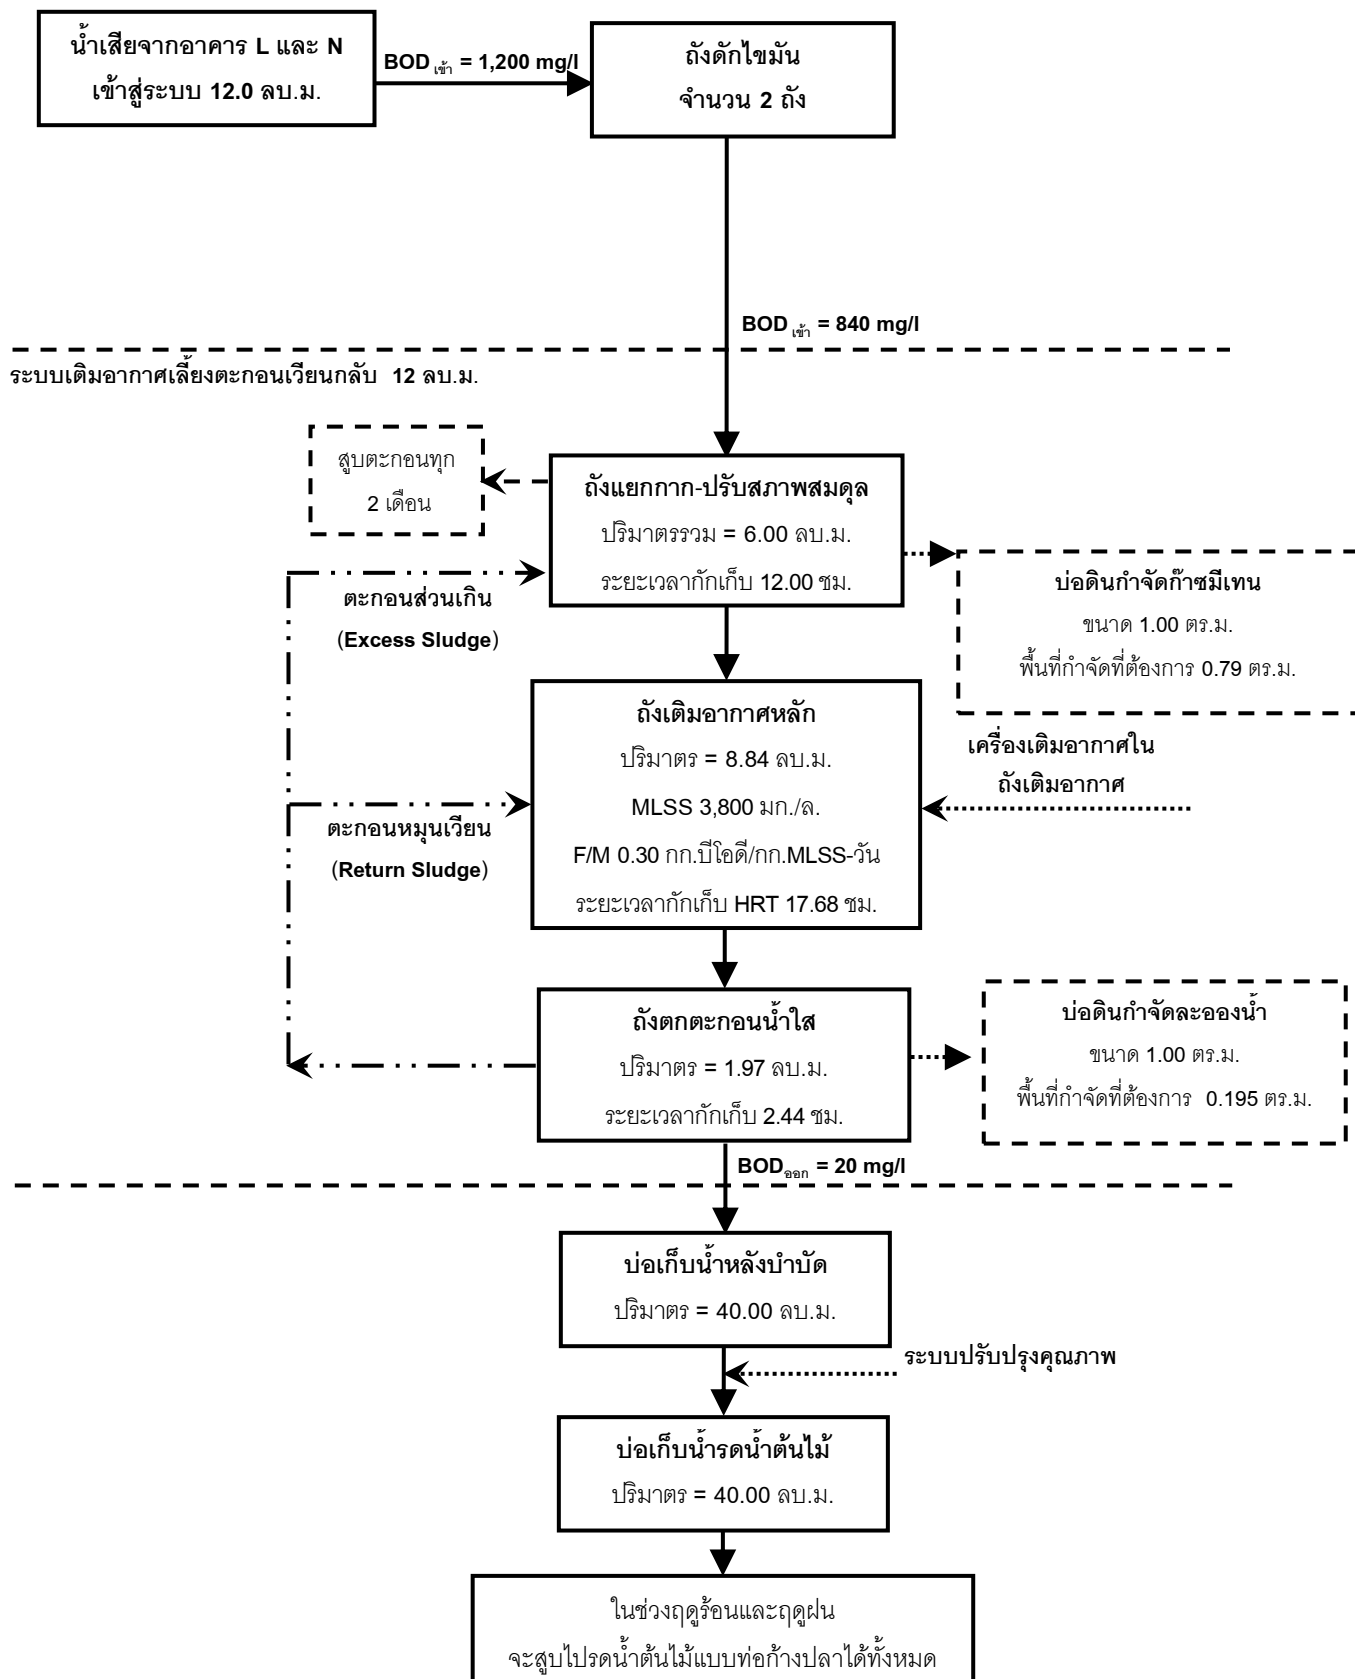 น้ำเสียจากอาคาร L และ N
เข้าสู่ระบบ 12.0 ลบ.ม.
BOD เข้า = 1,200 mg/l
ถังดักไขมัน
จำนวน 2 ถัง
BOD เข้า = 840 mg/l
ระบบเติมอากาศเลี้ยงตะกอนเวียนกลับ 12 ลบ.ม.
สูบตะกอนทุก
2 เดือน
ถังแยกกาก-ปรับสภาพสมดุล
ปริมาตรรวม = 6.00 ลบ.ม.
ระยะเวลากักเก็บ 12.00 ชม.
บ่อดินกำจัดก๊าซมีเทน
ขนาด 1.00 ตร.ม.
พื้นที่กำจัดที่ต้องการ 0.79 ตร.ม.
ตะกอนส่วนเกิน
(Excess Sludge)
ถังเติมอากาศหลัก
ปริมาตร = 8.84 ลบ.ม.
MLSS 3,800 มก./ล.
F/M 0.30 กก.บีโอดี/กก.MLSS-วัน
ระยะเวลากักเก็บ HRT 17.68 ชม.
เครื่องเติมอากาศใน
ถังเติมอากาศ
ตะกอนหมุนเวียน
(Return Sludge)
ถังตกตะกอนน้ำใส
ปริมาตร = 1.97 ลบ.ม.
ระยะเวลากักเก็บ 2.44 ชม.
บ่อดินกำจัดละอองน้ำ
ขนาด 1.00 ตร.ม.
พื้นที่กำจัดที่ต้องการ 0.195 ตร.ม.
BODออก = 20 mg/l
บ่อเก็บน้ำหลังบำบัด
ปริมาตร = 40.00 ลบ.ม.
ระบบปรับปรุงคุณภาพ
บ่อเก็บน้ำรดน้ำต้นไม้
ปริมาตร = 40.00 ลบ.ม.
ในช่วงฤดูร้อนและฤดูฝน
จะสูบไปรดน้ำต้นไม้แบบท่อก้างปลาได้ทั้งหมด